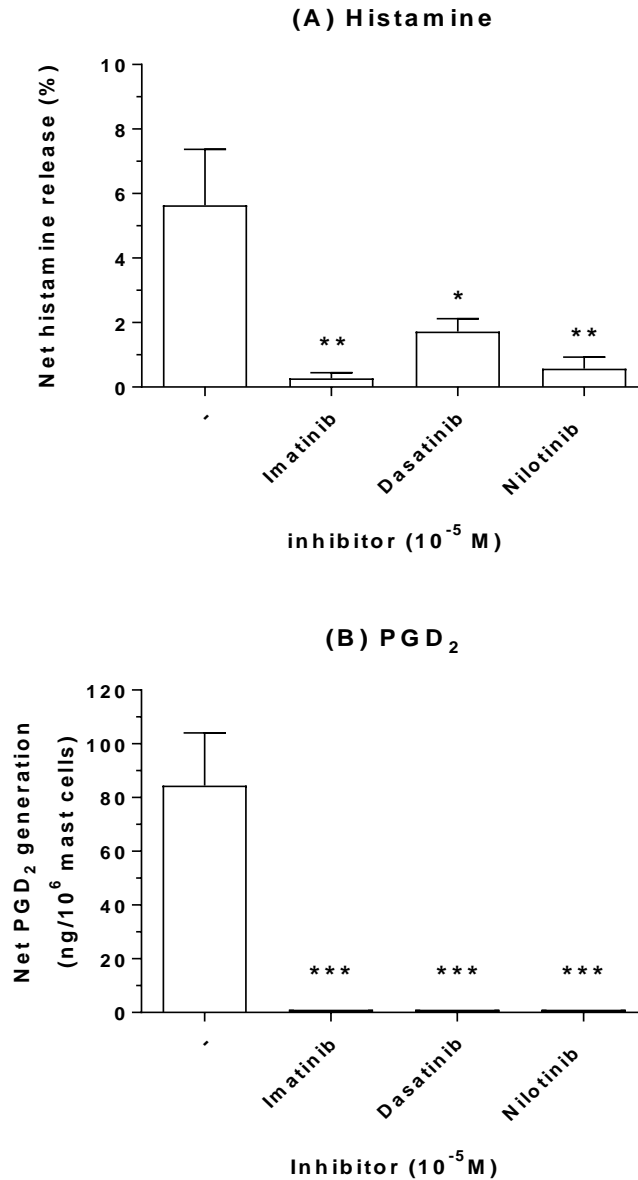 (A) Histamine
Net histamine release (%)
10
8
6
4
2
0
**
*
**
-
Imatinib
Dasatinib
Nilotinib
inhibitor (10⁻⁵ M)
(B) PGD₂
Net PGD₂ generation
(ng/10⁶ mast cells)
120
100
80
60
40
20
0
***
***
***
-
Imatinib
Dasatinib
Nilotinib
Inhibitor (10⁻⁵M)